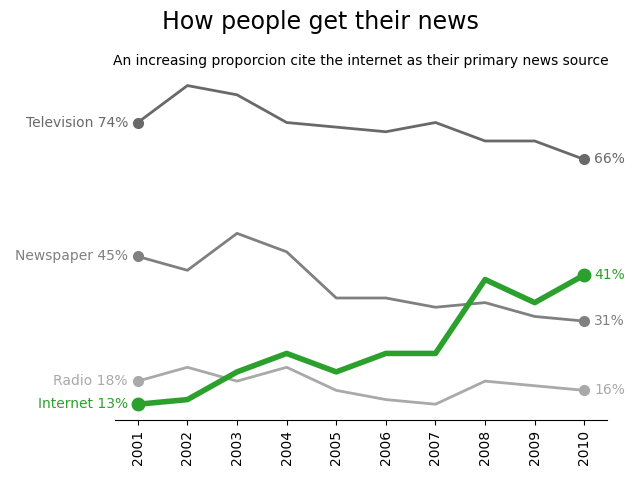 How people get their news
An increasing proporcion cite the internet as their primary news source
Television 74%
66%
Newspaper 45%
41%
31%
Radio 18%
16%
Internet 13%
2001
2002
2003
2004
2005
2006
2007
2008
2009
2010